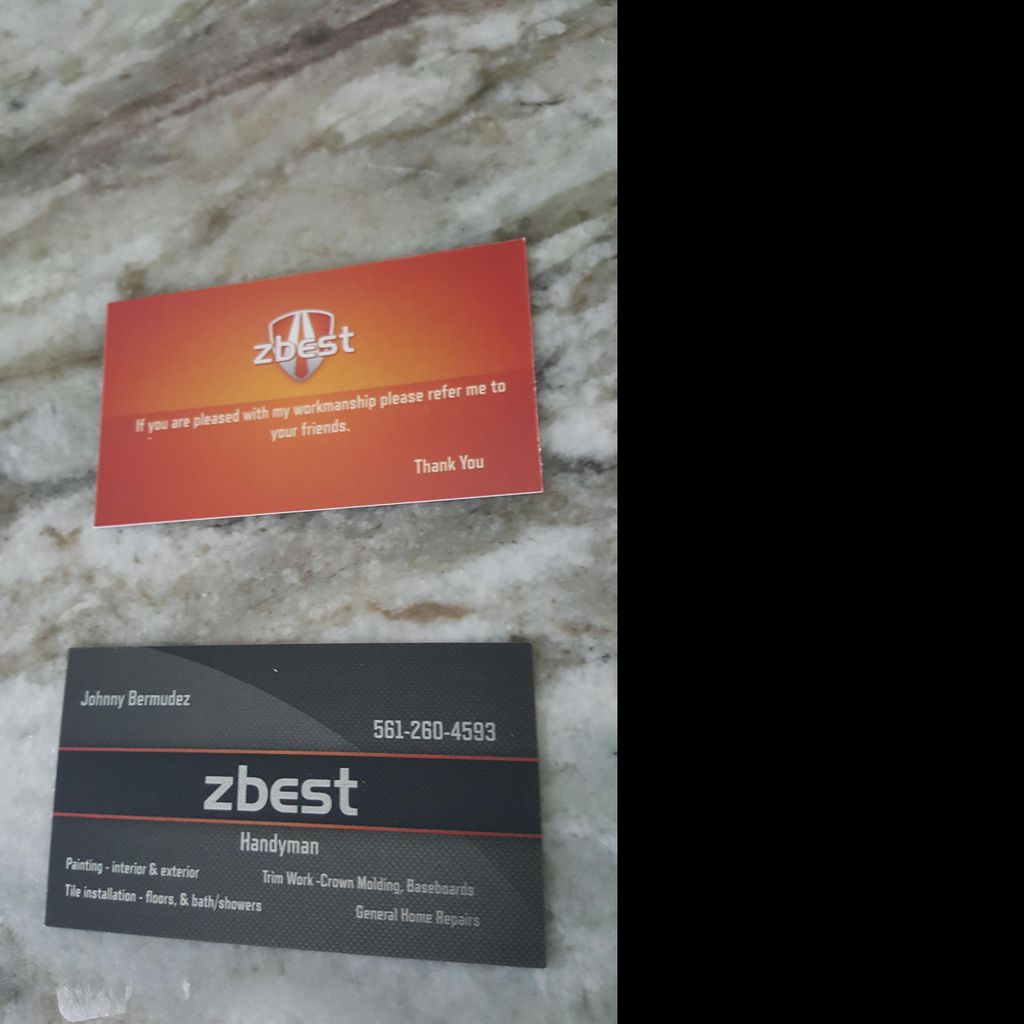 zbest
If you are pleased with my workmanship please refer me to
your friends.
Thank You
Johnny Bermudez
561-260-4593
zbest
Handyman
Painting - interior & exterior
Trim Work -Crown Molding, Baseboards
Tile installation - floors, & bath/showers
General Home Repairs